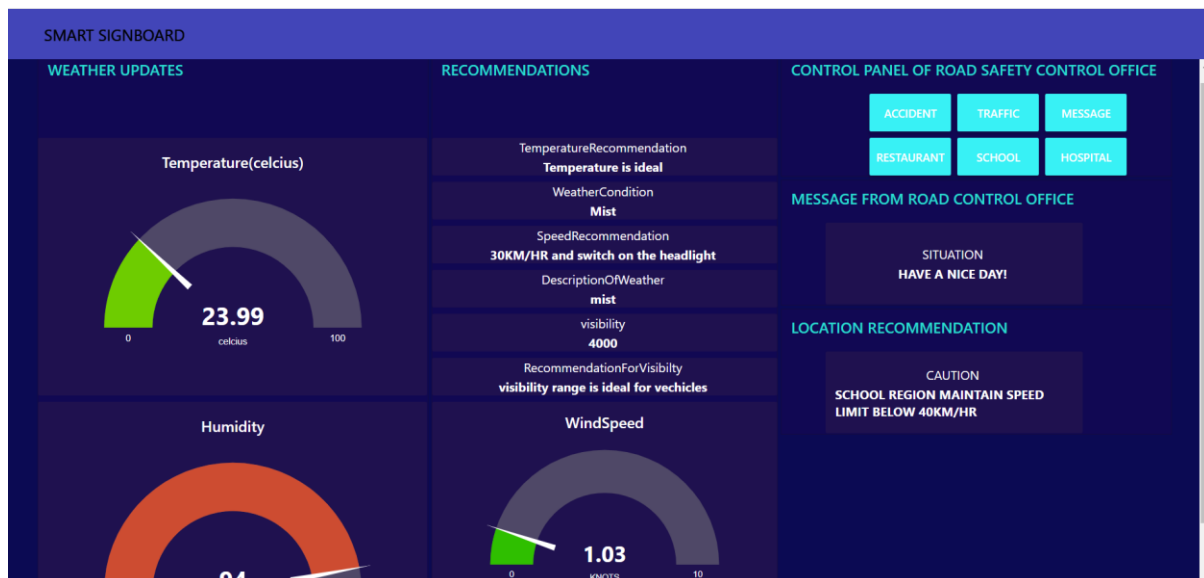 SMART SIGNBOARD
WEATHER UPDATES
Temperature(celcius)
23.99
celcius
0
100
Humidity
94
RECOMMENDATIONS
TemperatureRecommendation
Temperature is ideal
WeatherCondition
Mist
SpeedRecommendation
30KM/HR and switch on the headlight
DescriptionOfWeather
mist
visibility
4000
RecommendationForVisibilty
visibility range is ideal for vechicles
WindSpeed
1.03
KNOTS
0
10
CONTROL PANEL OF ROAD SAFETY CONTROL OFFICE
ACCIDENT
TRAFFIC
MESSAGE
RESTAURANT
SCHOOL
HOSPITAL
MESSAGE FROM ROAD CONTROL OFFICE
SITUATION
HAVE A NICE DAY!
LOCATION RECOMMENDATION
CAUTION
SCHOOL REGION MAINTAIN SPEED
LIMIT BELOW 40KM/HR